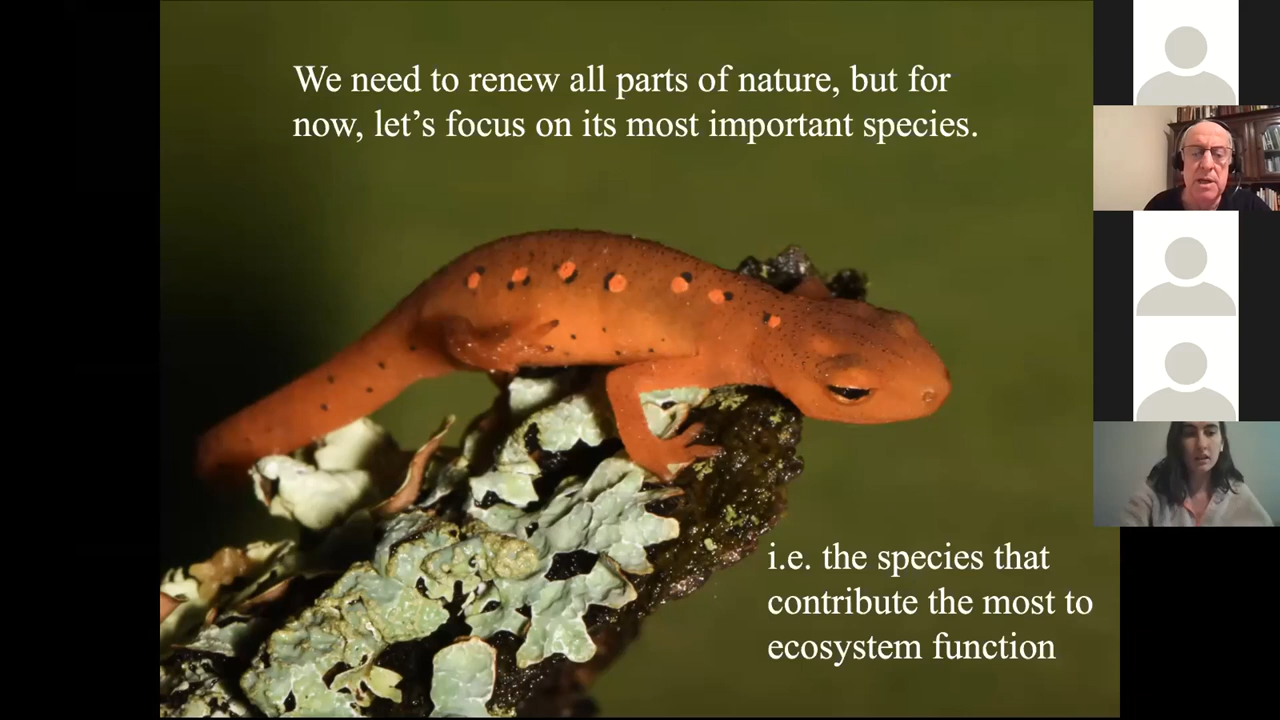 We need to renew all parts of nature, but for
now, let’s focus on its most important species.
i.e. the species that
contribute the most to
ecosystem function